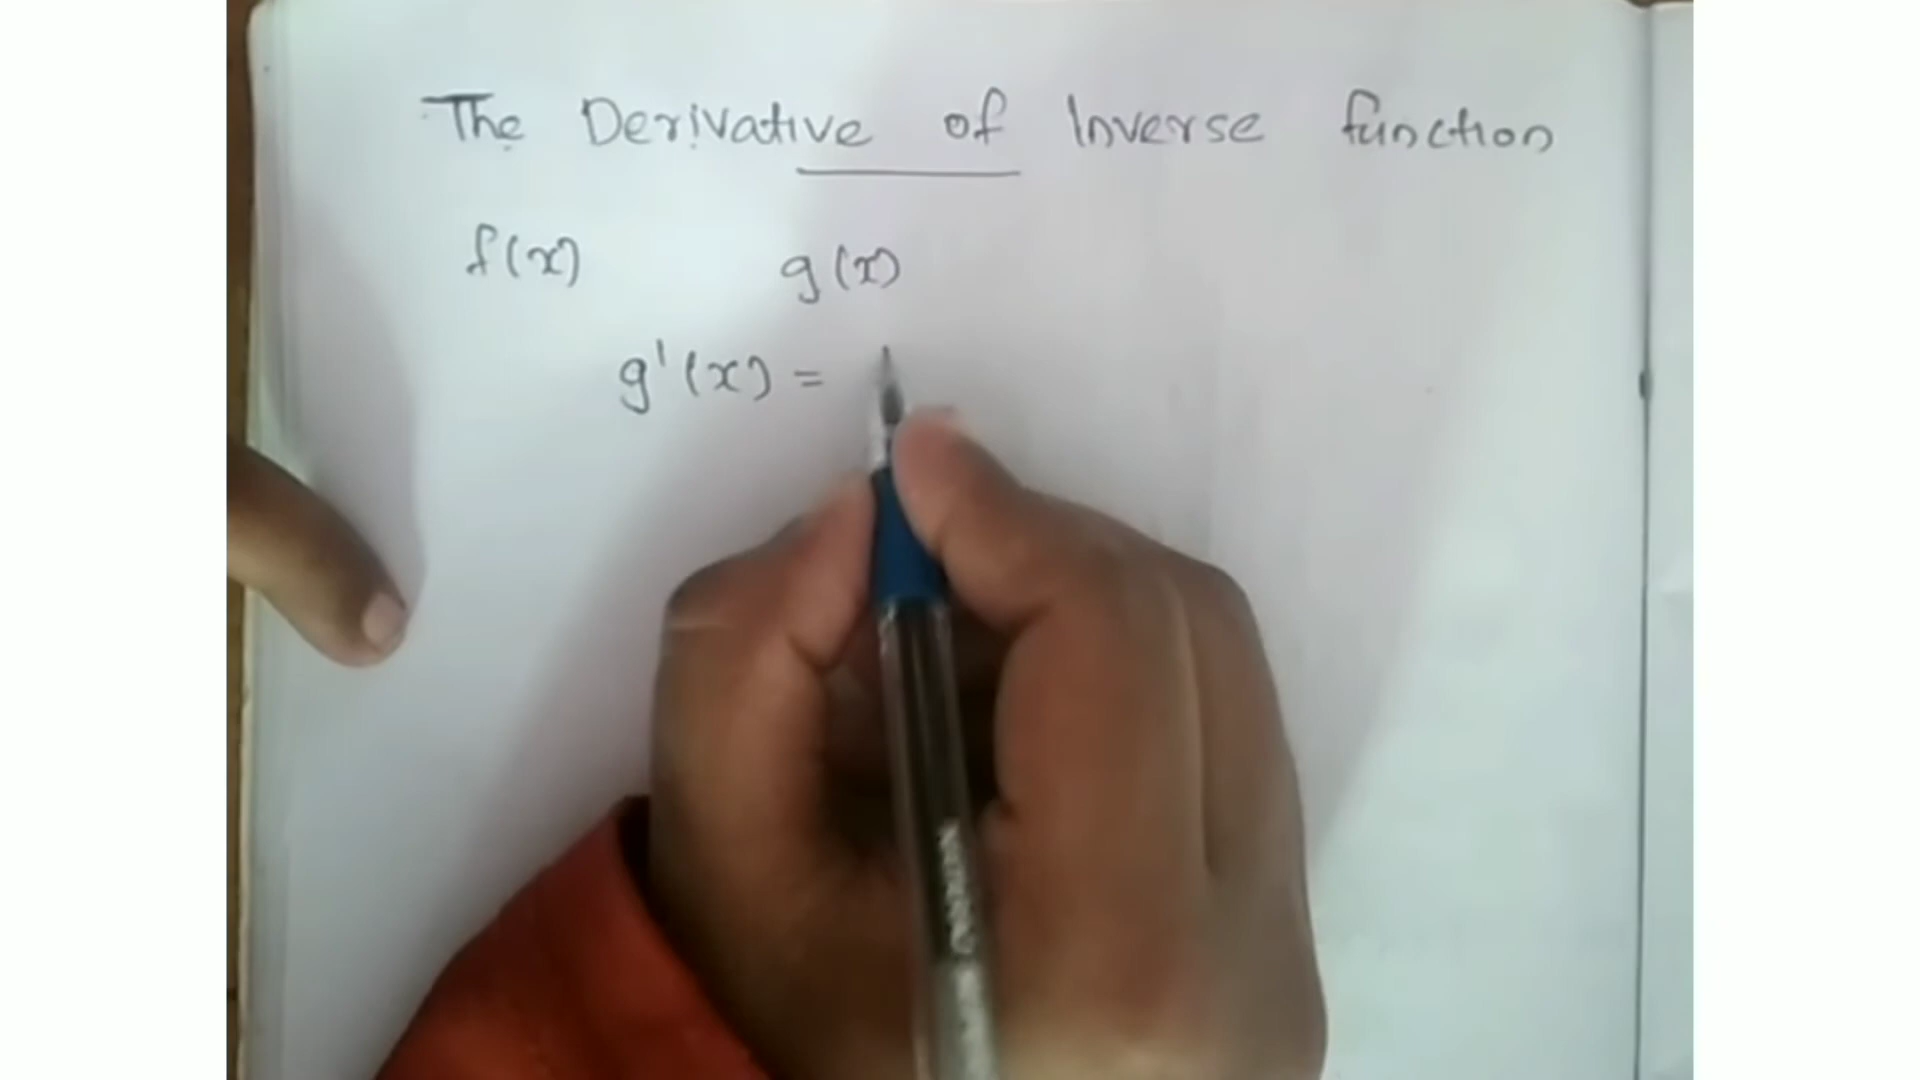 The Derivative of Inverse function
f(x) g(x)
g'(x) =